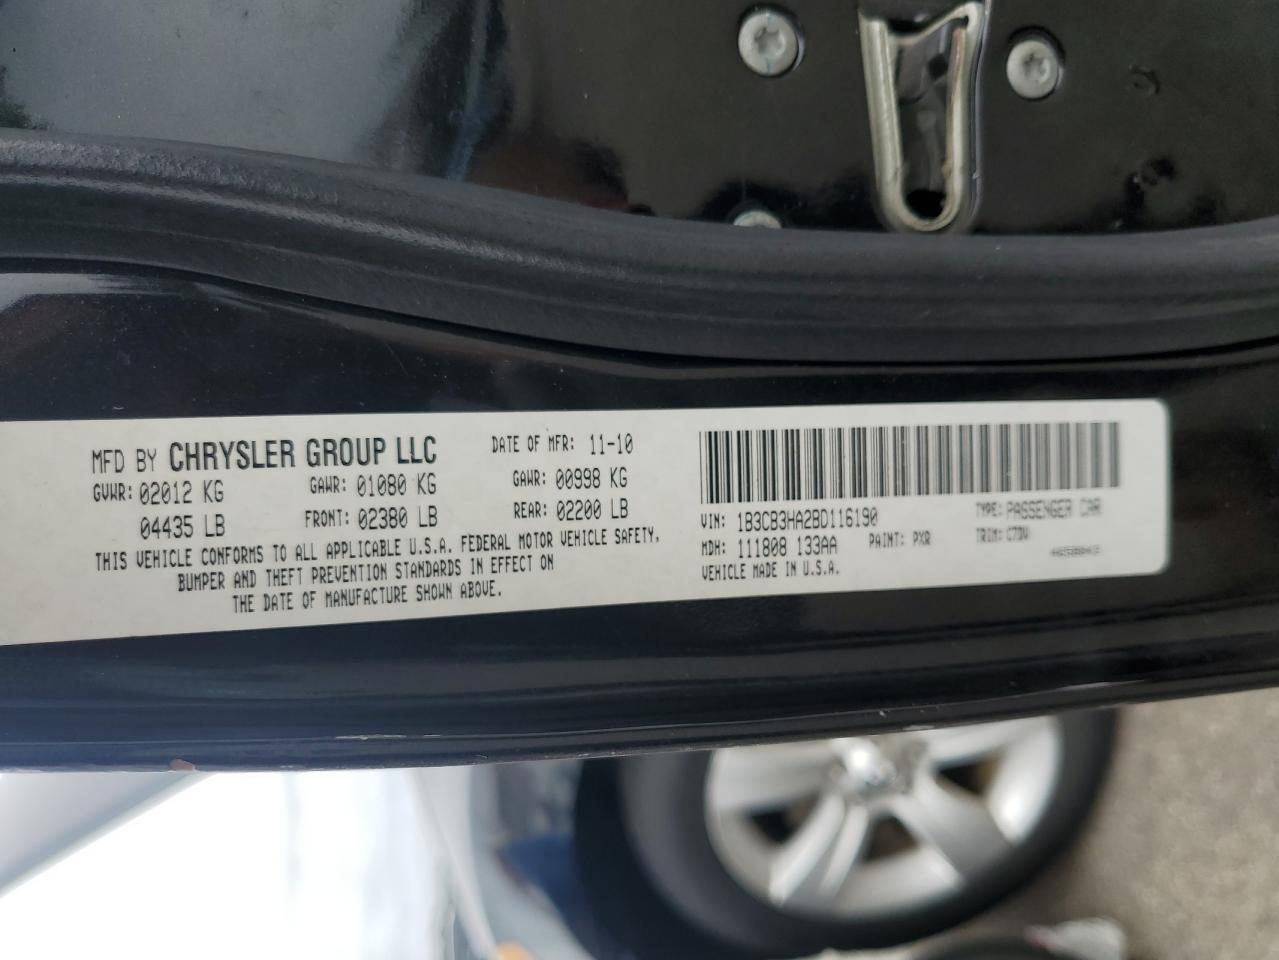 MFD BY CHRYSLER GROUP LLC DATE OF MFR: 11-10
GVWR: 02012 KG GAWR: 01080 KG GAWR: 00998 KG
04435 LB FRONT: 02380 LB REAR: 02200 LB
THIS VEHICLE CONFORMS TO ALL APPLICABLE U.S.A. FEDERAL MOTOR VEHICLE SAFETY,
BUMPER AND THEFT PREVENTION STANDARDS IN EFFECT ON
THE DATE OF MANUFACTURE SHOWN ABOVE.
VIN: 1B3CB3HA2BD116190 TYPE: PASSENGER CAR
MDH: 111808 133AA PAINT: PXR TRIM: C7DV
VEHICLE MADE IN U.S.A.